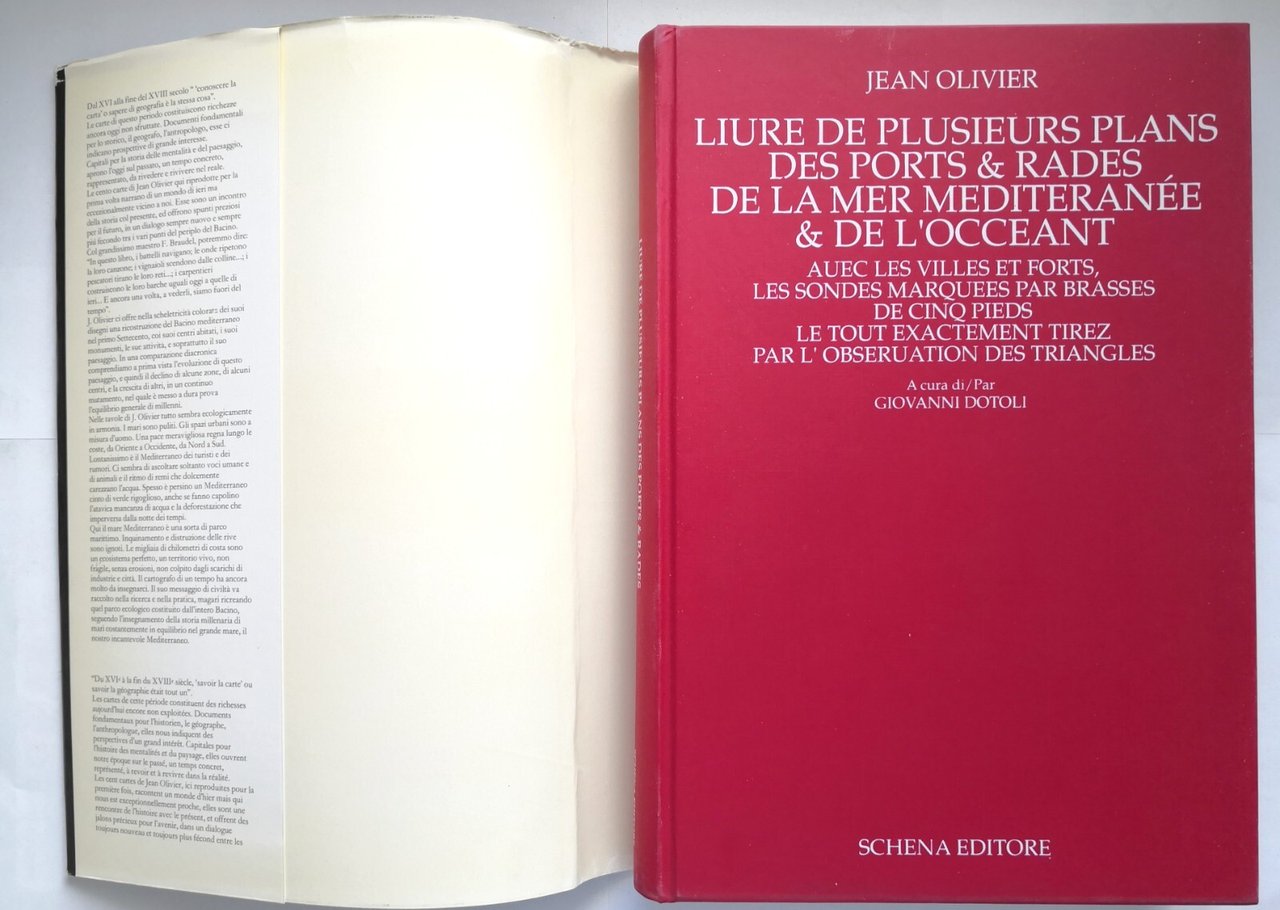 Dal XVI alla fine del XVIII secolo " 'conoscere la
carta' o sapere di geografia è la stessa cosa".
Le carte di questo periodo costituiscono ricchezze
ancora oggi non sfruttate. Documenti fondamentali
per lo storico, il geografo, l'antropologo, esse ci
indicano prospettive di grande interesse.
Capitali per la storia delle mentalità e del paesaggio,
aprono l'oggi sul passato, un tempo concreto,
rappresentato, da rivedere e rivivere nel reale.
Le cento carte di Jean Olivier qui riprodotte per la
prima volta narrano di un mondo di ieri ma
eccezionalmente vicino a noi. Esse sono un incontro
della storia col presente, ed offrono spunti preziosi
per il futuro, in un dialogo sempre nuovo e sempre
più fecondo tra i vari punti del periplo del Bacino.
Col grandissimo maestro F. Braudel, potremmo dire:
"In questo libro, i battelli navigano; le onde ripetono
la loro canzone; i vignaioli scendono dalle colline...; i
pescatori tirano le loro reti...; i carpentieri
costruiscono le loro barche uguali oggi a quelle di
ieri... E ancora una volta, a vederli, siamo fuori del
tempo".
J. Olivier ci offre nella scheletricità colorata dei suoi
disegni una ricostruzione del Bacino mediterraneo
nel primo Settecento, coi suoi centri abitati, i suoi
monumenti, le sue attività, e soprattutto il suo
paesaggio. In una comparazione diacronica
comprendiamo a prima vista l'evoluzione di questo
paesaggio, e quindi il declino di alcune zone, di alcuni
centri, e la crescita di altri, in un continuo
mutamento, nel quale è messo a dura prova
l'equilibrio generale di millenni.
Nelle tavole di J. Olivier tutto sembra ecologicamente
in armonia. I mari sono puliti. Gli spazi urbani sono a
misura d'uomo. Una pace meravigliosa regna lungo le
coste, da Oriente a Occidente, da Nord a Sud.
Lontanissimo è il Mediterraneo dei turisti e dei
rumori. Ci sembra di ascoltare soltanto voci umane e
di animali e il ritmo di remi che dolcemente
carezzano l'acqua. Spesso è persino un Mediterraneo
cinto di verde rigoglioso, anche se fanno capolino
l'atavica mancanza di acqua e la deforestazione che
imperversa dalla notte dei tempi.
Qui il mare Mediterraneo è una sorta di parco
marittimo. Inquinamento e distruzione delle rive
sono ignoti. Le migliaia di chilometri di costa sono
un ecosistema perfetto, un territorio vivo, non
fragile, senza erosioni, non colpito dagli scarichi di
industrie e città. Il cartografo di un tempo ha ancora
molto da insegnarci. Il suo messaggio di civiltà va
raccolto nella ricerca e nella pratica, magari ricreando
quel parco ecologico costituito dall'intero Bacino,
seguendo l'insegnamento della storia millenaria di
mari costantemente in equilibrio nel grande mare, il
nostro incantevole Mediterraneo.
"Du XVIe à la fin du XVIIIe siècle, 'savoir la carte' ou
savoir la géographie était tout un".
Les cartes de cette période constituent des richesses
aujourd'hui encore non exploitées. Documents
fondamentaux pour l'historien, le géographe,
l'anthropologue, elles nous indiquent des
perspectives d'un grand intérêt. Capitales pour
l'histoire des mentalités et du paysage, elles ouvrent
notre époque sur le passé, un temps concret,
représenté, à revoir et à revivre dans la réalité.
Les cent cartes de Jean Olivier, ici reproduites pour la
première fois, racontent un monde d'hier mais qui
nous est exceptionnellement proche, elles sont une
rencontre de l'histoire avec le présent, et offrent des
jalons précieux pour l'avenir, dans un dialogue
toujours nouveau et toujours plus fécond entre les
LIURE DE PLUSIEURS PLANS DES PORTS & RADES
JEAN OLIVIER
LIURE DE PLUSIEURS PLANS
DES PORTS & RADES
DE LA MER MEDITERANÉE
& DE L'OCCEANT
AUEC LES VILLES ET FORTS,
LES SONDES MARQUEES PAR BRASSES
DE CINQ PIEDS
LE TOUT EXACTEMENT TIREZ
PAR L' OBSERUATION DES TRIANGLES
A cura di/Par
GIOVANNI DOTOLI
SCHENA EDITORE